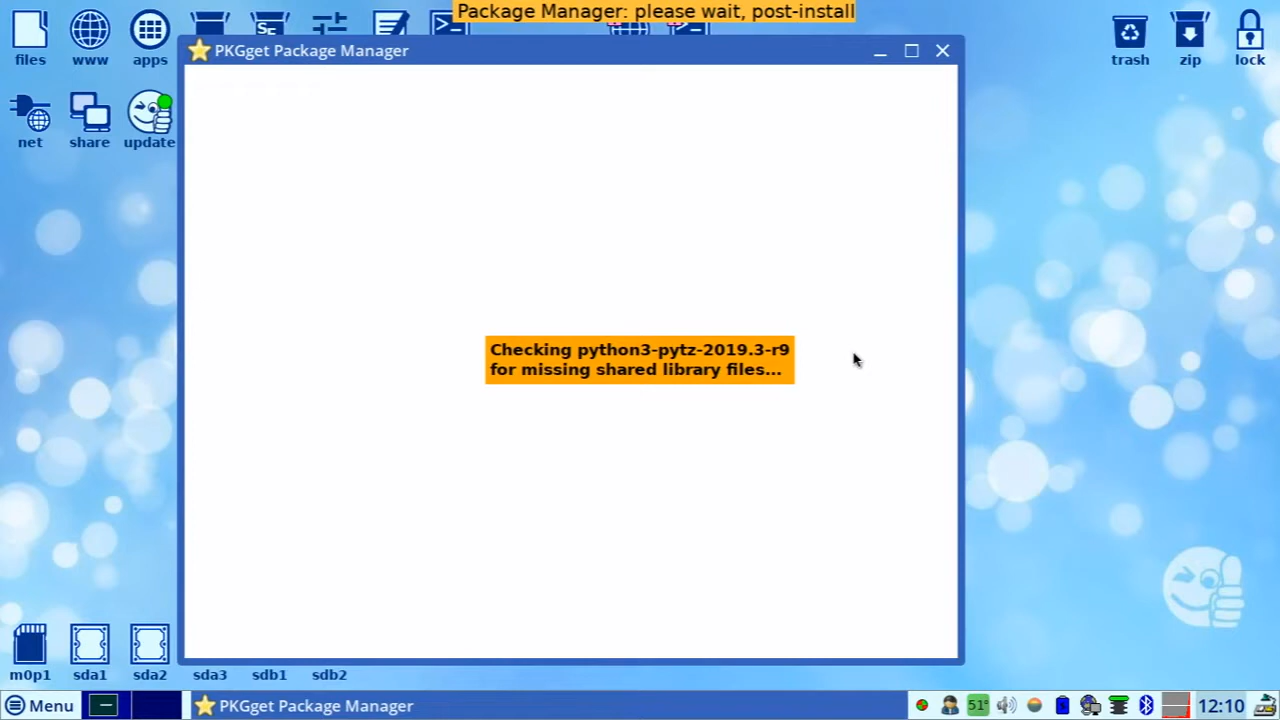 Package Manager: please wait, post-install
files
www
apps
trash
zip
lock
PKGget Package Manager
net
share
update
Checking python3-pytz-2019.3-r9
for missing shared library files...
m0p1
sda1
sda2
sda3
sdb1
sdb2
Menu
PKGget Package Manager
51°
12:10